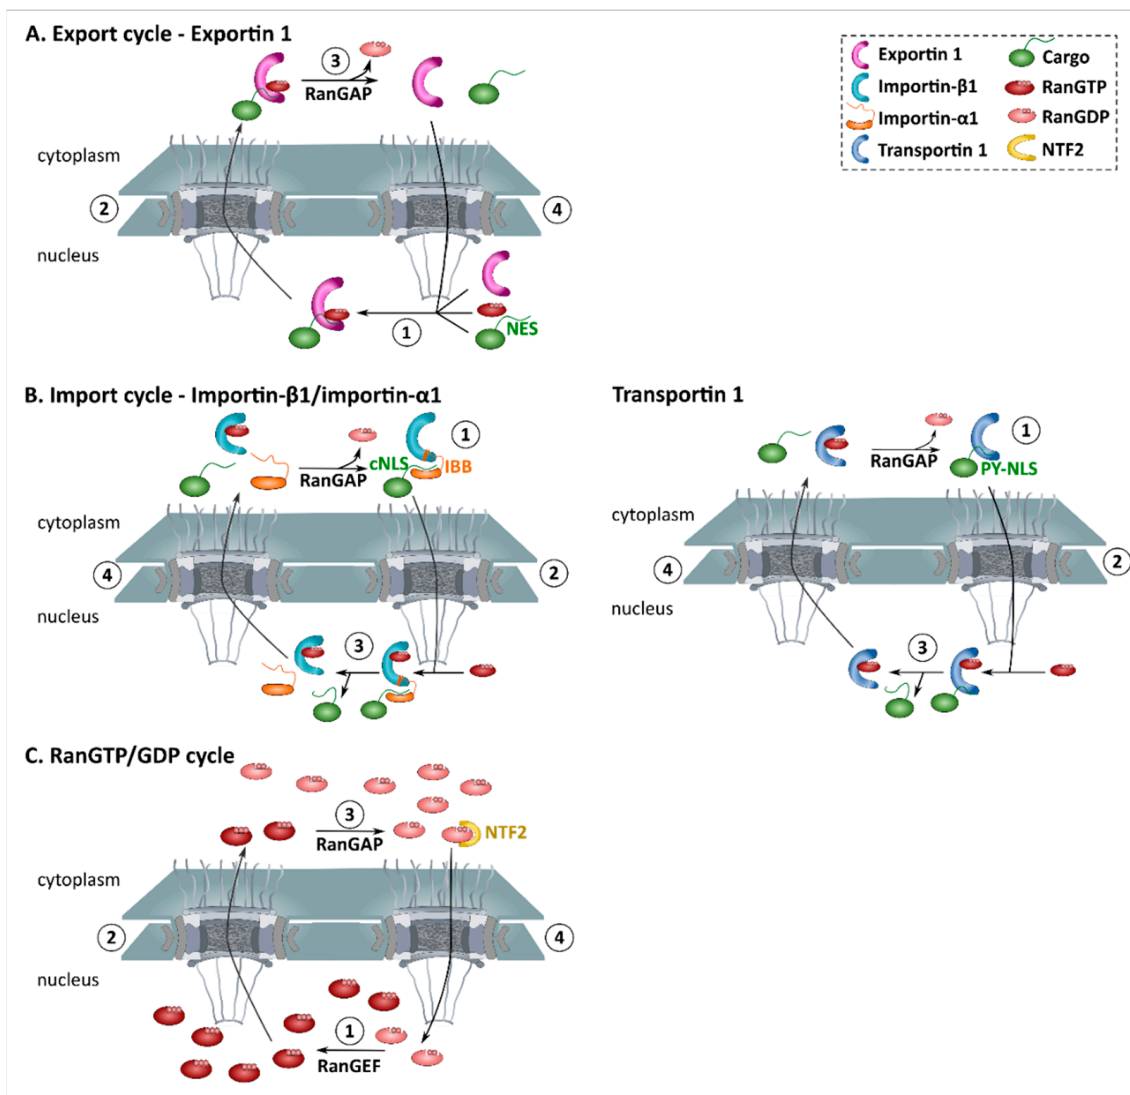 A. Export cycle - Exportin 1
3
RanGAP
cytoplasm
2
4
nucleus
NES
1
Exportin 1
Cargo
Importin-β1
RanGTP
Importin-α1
RanGDP
Transportin 1
NTF2
B. Import cycle - Importin-β1/importin-α1
1
cNLS
IBB
RanGAP
cytoplasm
4
2
nucleus
3
Transportin 1
1
RanGAP
PY-NLS
cytoplasm
4
2
nucleus
3
C. RanGTP/GDP cycle
3
NTF2
RanGAP
cytoplasm
2
4
nucleus
1
RanGEF